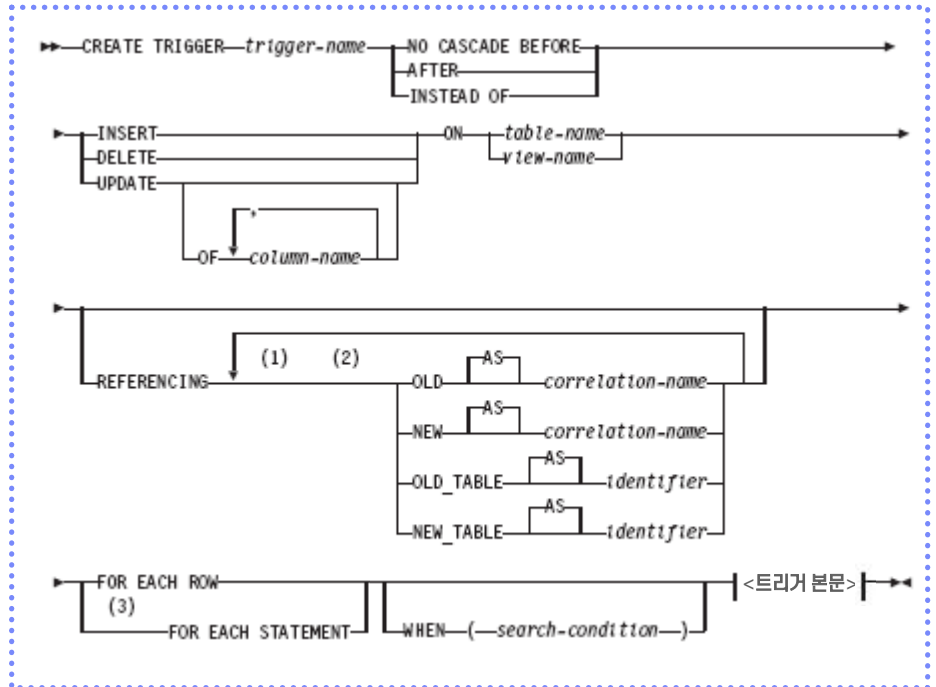 CREATE TRIGGER trigger-name NO CASCADE BEFORE
AFTER
INSTEAD OF
INSERT ON table-name
DELETE view-name
UPDATE
,
OF column-name
(1) (2) AS
REFERENCING OLD correlation-name
AS
NEW correlation-name
AS
OLD_TABLE identifier
AS
NEW_TABLE identifier
FOR EACH ROW <트리거 본문>
(3)
FOR EACH STATEMENT WHEN ( search-condition )